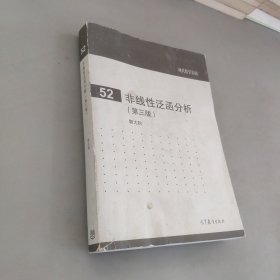 现代数学基础
52
非线性泛函分析
(第三版)
郭大钧
高等教育出版社
52